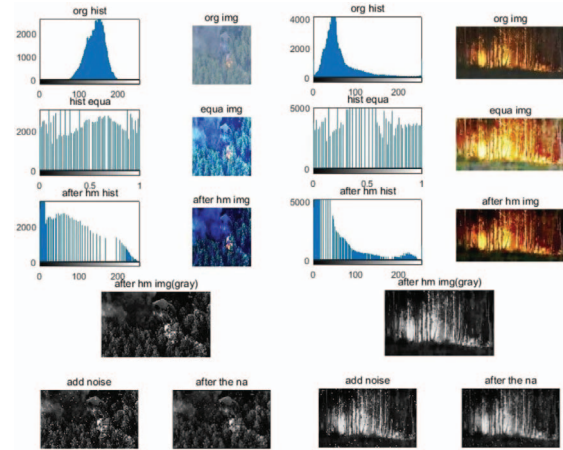 org hist
org img
org hist
org img
2000
1000
0
0
100
200
4000
2000
0
0
100
200
hist equa
equa img
hist equa
equa img
2000
0
0
0.5
1
5000
0
0
0.5
1
after hm hist
after hm img
after hm hist
after hm img
2000
0
0
100
200
5000
0
0
100
200
after hm img(gray)
after hm img(gray)
add noise
after the na
add noise
after the na